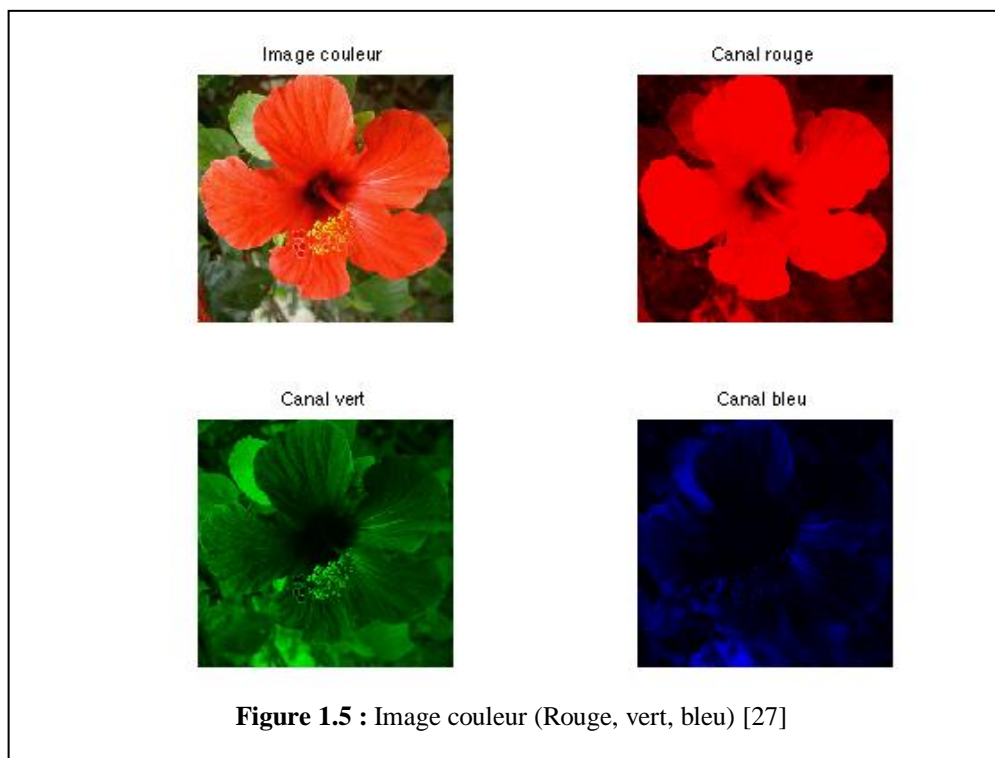 Image couleur
Canal rouge
Canal vert
Canal bleu
Figure 1.5 : Image couleur (Rouge, vert, bleu) [27]